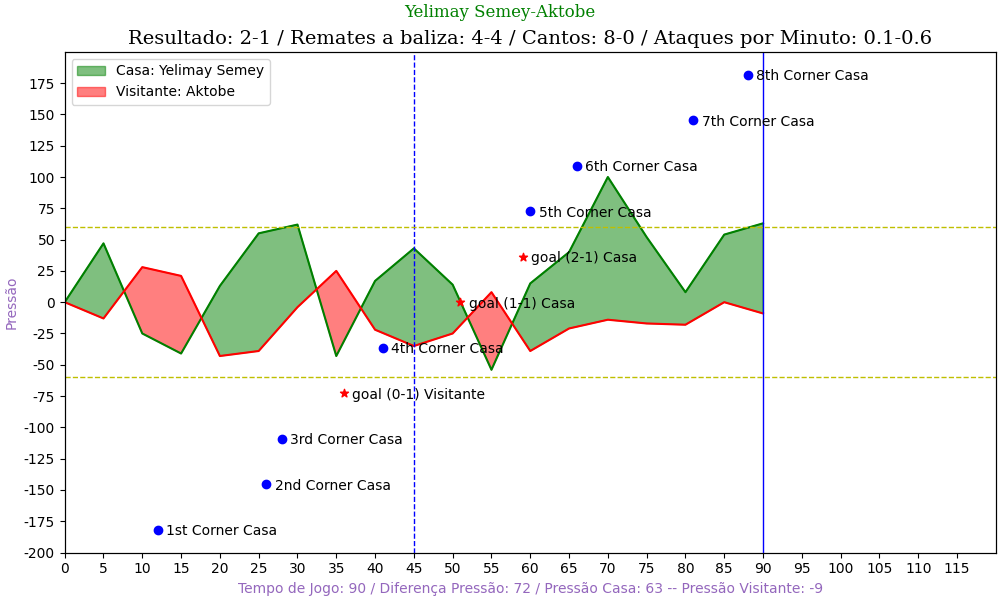 Yelimay Semey-Aktobe
Resultado: 2-1 / Remates a baliza: 4-4 / Cantos: 8-0 / Ataques por Minuto: 0.1-0.6
Casa: Yelimay Semey
Visitante: Aktobe
8th Corner Casa
7th Corner Casa
6th Corner Casa
5th Corner Casa
goal (2-1) Casa
goal (1-1) Casa
4th Corner Casa
goal (0-1) Visitante
3rd Corner Casa
2nd Corner Casa
1st Corner Casa
Pressão
175
150
125
100
75
50
25
0
-25
-50
-75
-100
-125
-150
-175
-200
0 5 10 15 20 25 30 35 40 45 50 55 60 65 70 75 80 85 90 95 100 105 110 115
Tempo de Jogo: 90 / Diferença Pressão: 72 / Pressão Casa: 63 -- Pressão Visitante: -9